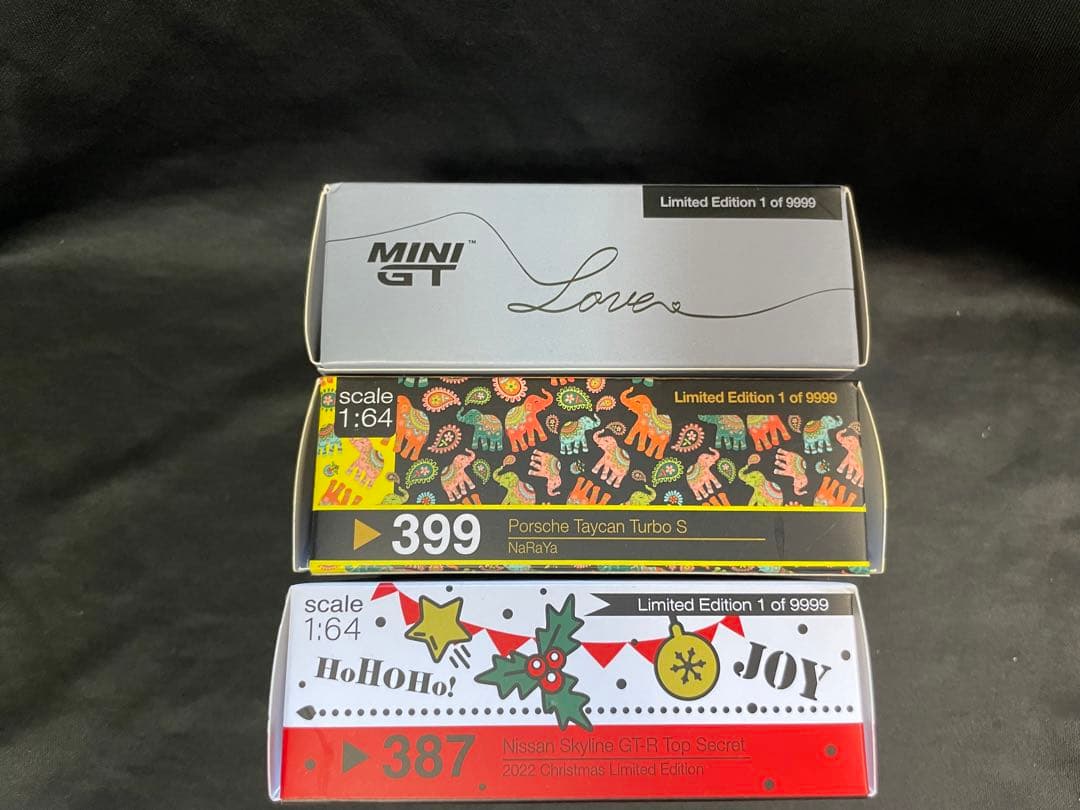 Limited Edition 1 of 9999
MINI GT™
Love
scale
1:64
Limited Edition 1 of 9999
399
Porsche Taycan Turbo S
NaRaYa
scale
1:64
Limited Edition 1 of 9999
HoHOHo!
JOY
387
Nissan Skyline GT-R Top Secret
2022 Christmas Limited Edition